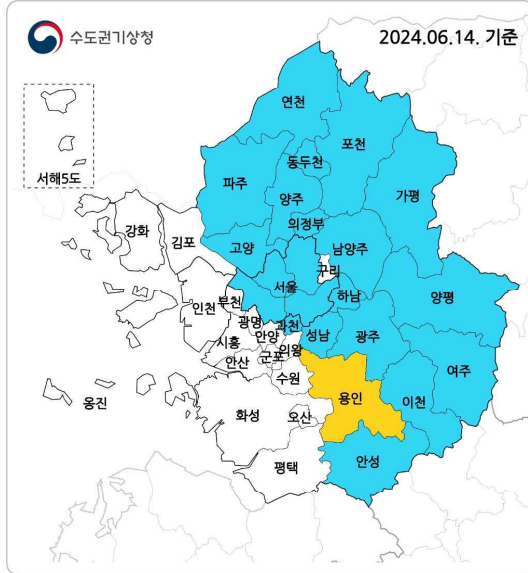 수도권기상청
2024.06.14. 기준
서해5도
연천
포천
동두천
파주
양주
가평
의정부
강화
김포
고양
남양주
구리
서울
하남
양평
인천
부천
광명
과천
성남
광주
시흥
안양
의왕
안산
군포
수원
여주
용인
이천
옹진
화성
오산
안성
평택